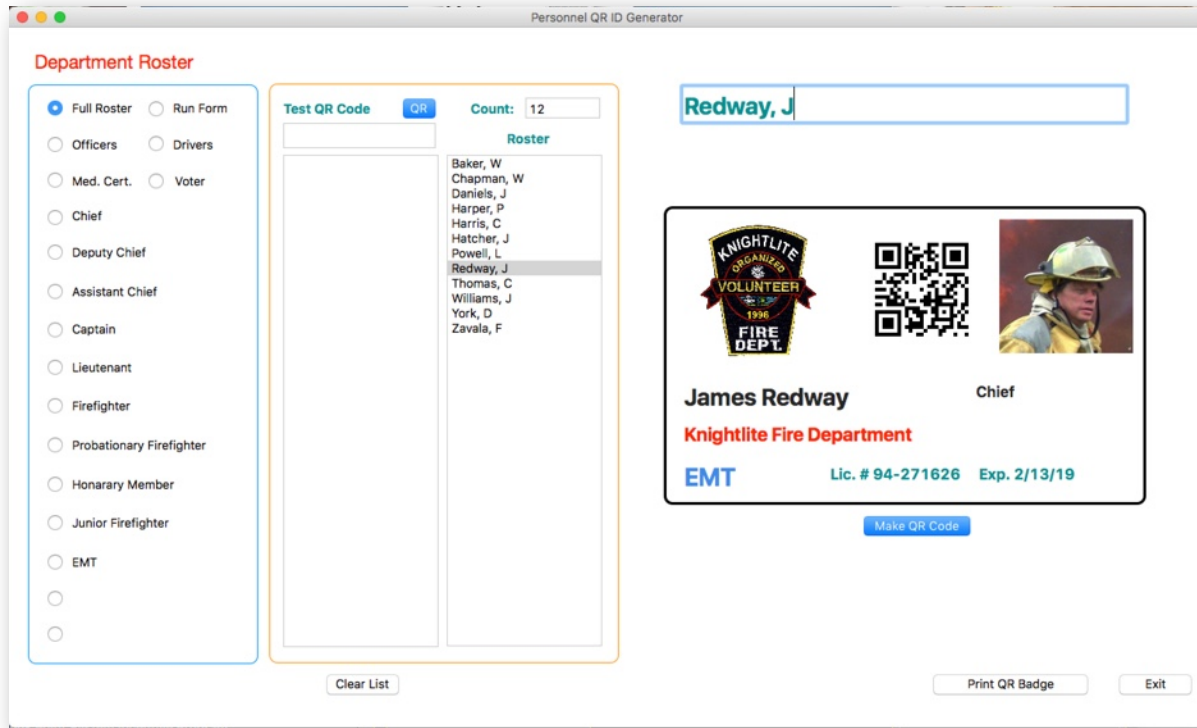 Personnel QR ID Generator
Department Roster
Full Roster
Run Form
Officers
Drivers
Med. Cert.
Voter
Chief
Deputy Chief
Assistant Chief
Captain
Lieutenant
Firefighter
Probationary Firefighter
Honarary Member
Junior Firefighter
EMT
Test QR Code
QR
Count: 12
Roster
Baker, W
Chapman, W
Daniels, J
Harper, P
Harris, C
Hatcher, J
Powell, L
Redway, J
Thomas, C
Williams, J
York, D
Zavala, F
Clear List
Redway, J
KNIGHTLITE
ORGANIZED
VOLUNTEER
1996
FIRE
DEPT.
James Redway
Chief
Knightlite Fire Department
EMT
Lic. # 94-271626
Exp. 2/13/19
Make QR Code
Print QR Badge
Exit